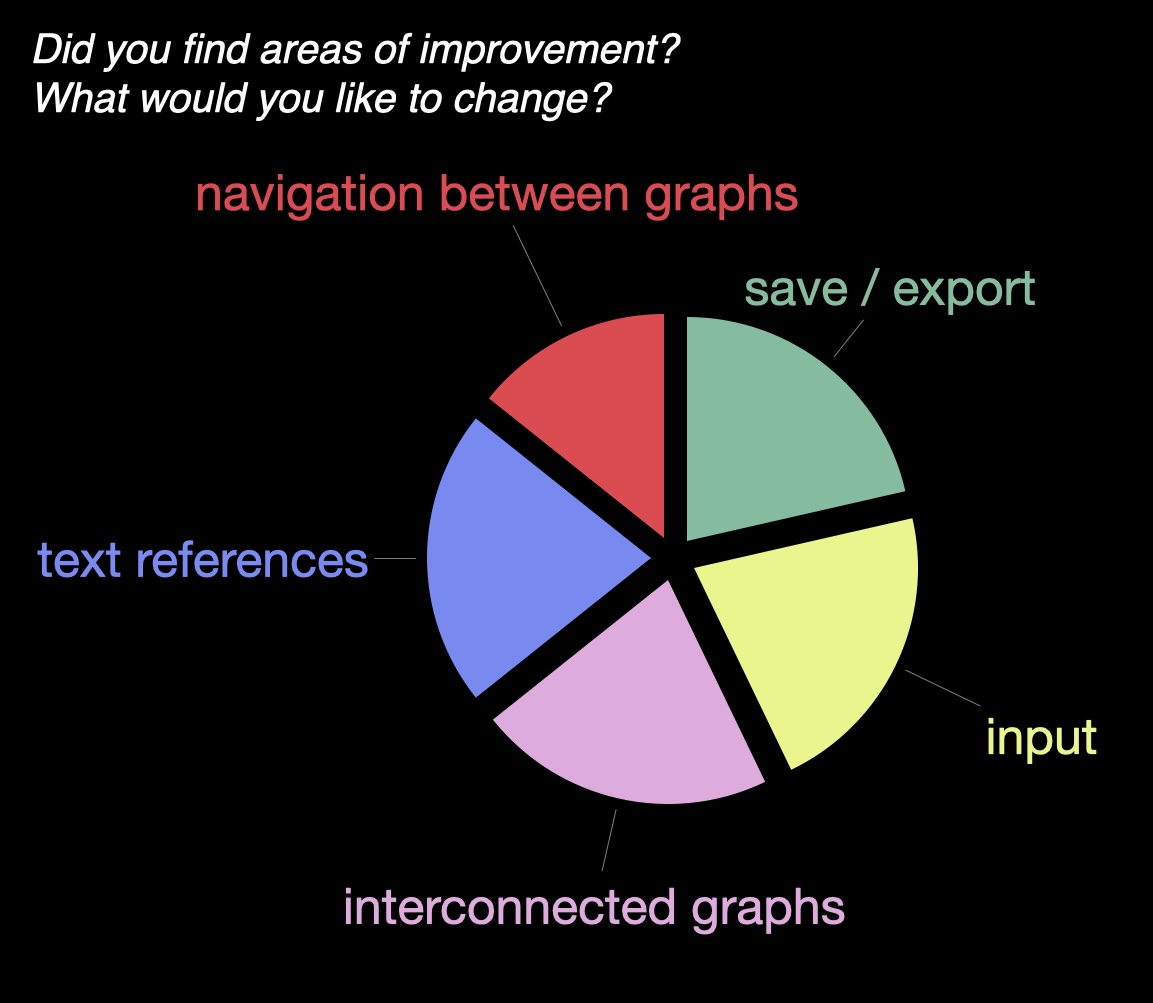 Did you find areas of improvement?
What would you like to change?
navigation between graphs
save / export
text references
input
interconnected graphs